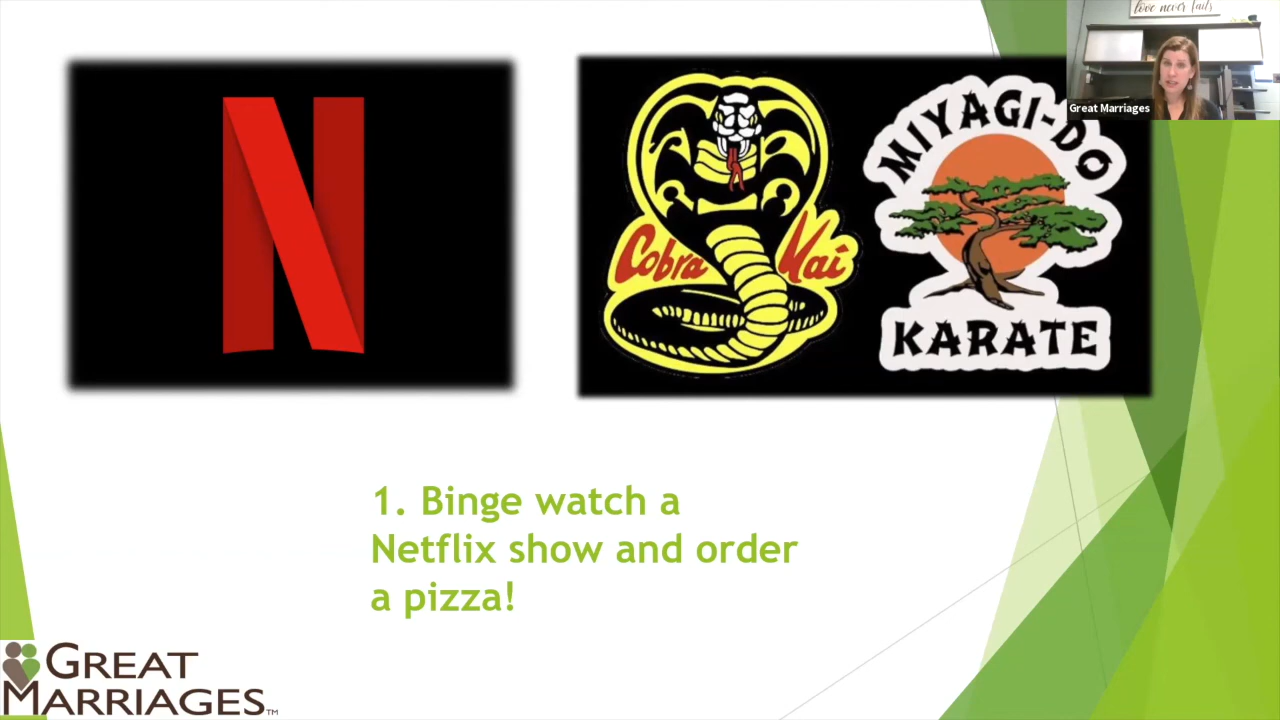 love never fails
Great Marriages
N
Cobra Kai
MIYAGI-DO
KARATE
1. Binge watch a
Netflix show and order
a pizza!
GREAT
MARRIAGES™